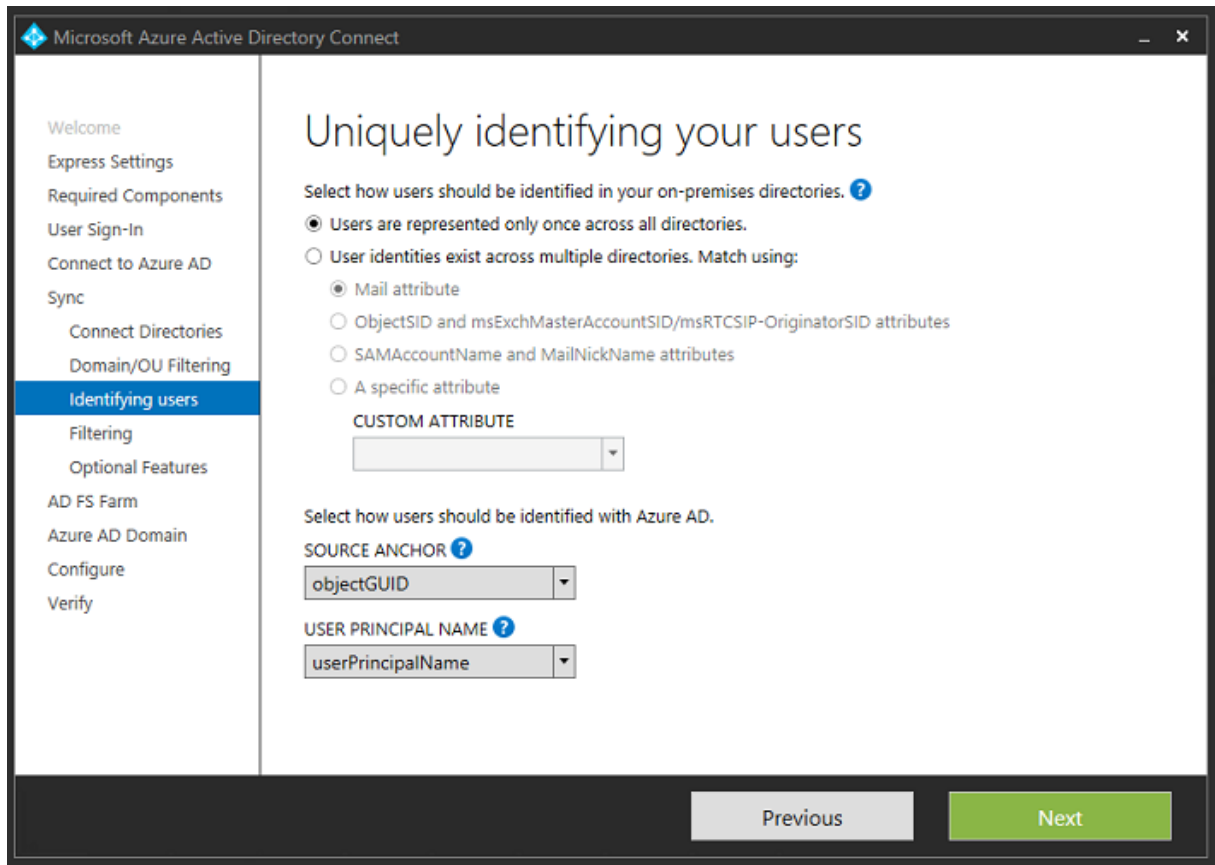 Microsoft Azure Active Directory Connect
Welcome
Express Settings
Required Components
User Sign-In
Connect to Azure AD
Sync
Connect Directories
Domain/OU Filtering
Identifying users
Filtering
Optional Features
AD FS Farm
Azure AD Domain
Configure
Verify
Uniquely identifying your users
Select how users should be identified in your on-premises directories. ?
Users are represented only once across all directories.
User identities exist across multiple directories. Match using:
Mail attribute
ObjectSID and msExchMasterAccountSID/msRTCSIP-OriginatorSID attributes
SAMAccountName and MailNickName attributes
A specific attribute
CUSTOM ATTRIBUTE
Select how users should be identified with Azure AD.
SOURCE ANCHOR ?
objectGUID
USER PRINCIPAL NAME ?
userPrincipalName
Previous
Next